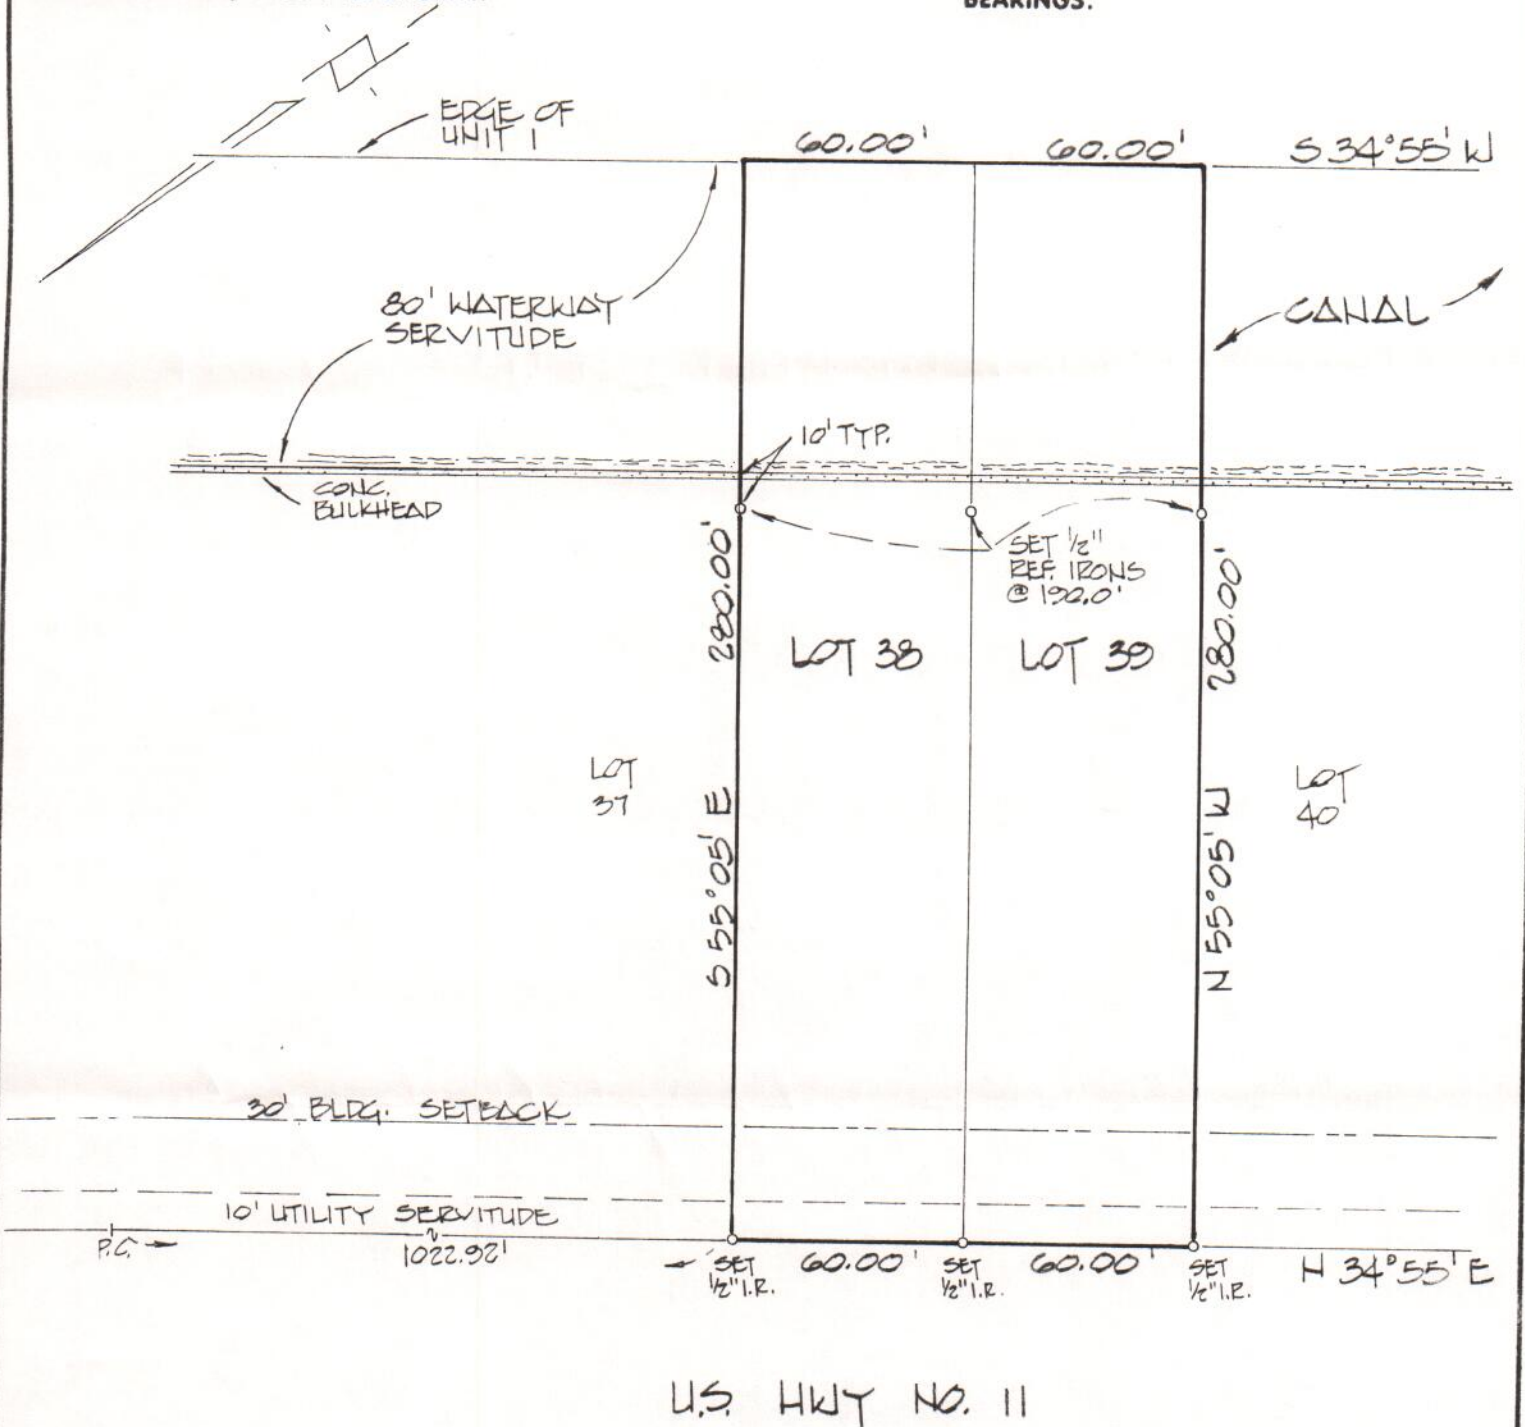 BEARINGS.
EDGE OF
UNIT 1
60.00'
60.00'
S 34°55' W
80' WATERWAY
SERVITUDE
CANAL
10' TYP.
CONC.
BULKHEAD
SET 1/2"
REF. IRONS
@ 190.0'
280.00'
280.00'
LOT 38
LOT 39
LOT
37
LOT
40
S 55°05' E
N 55°05' W
30' BLDG. SETBACK
10' UTILITY SERVITUDE
P.C.
1022.92'
SET
1/2" I.R.
60.00'
SET
1/2" I.R.
60.00'
SET
1/2" I.R.
N 34°55' E
U.S. HWY NO. 11